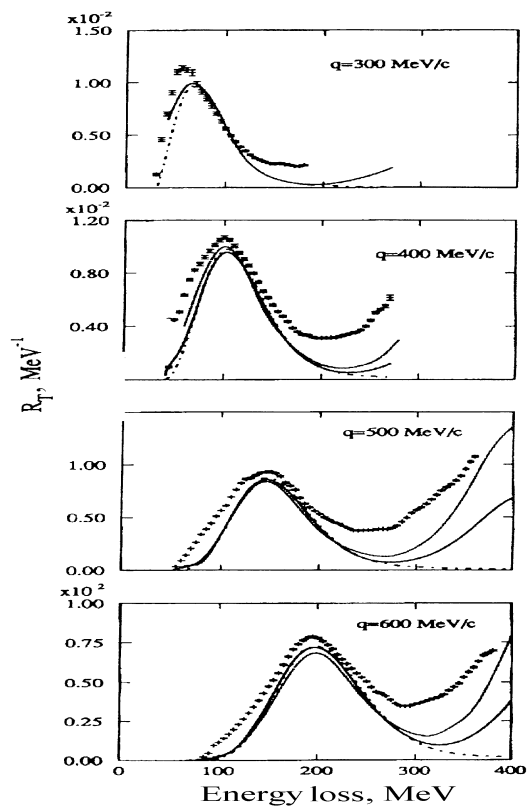 x10⁻²
1.50
q=300 MeV/c
1.00
0.50
0.00
x10⁻²
1.20
q=400 MeV/c
0.80
0.40
R_T, MeV⁻¹
q=500 MeV/c
1.00
0.50
0.00
x10²
1.00
q=600 MeV/c
0.75
0.50
0.25
0.00
0 100 200 300 400
Energy loss, MeV